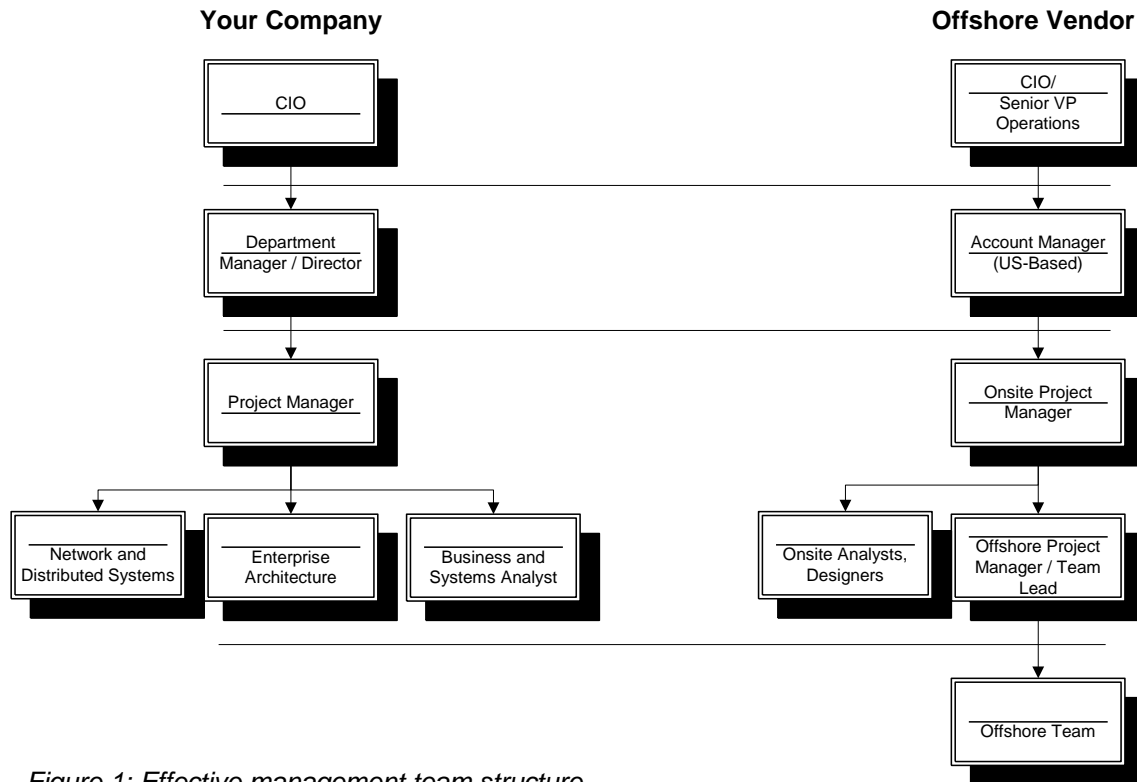 Your Company
Offshore Vendor
CIO
CIO/
Senior VP
Operations
Department
Manager / Director
Account Manager
(US-Based)
Project Manager
Onsite Project
Manager
Network and
Distributed Systems
Enterprise
Architecture
Business and
Systems Analyst
Onsite Analysts,
Designers
Offshore Project
Manager / Team
Lead
Offshore Team
Figure 1: Effective management team structure